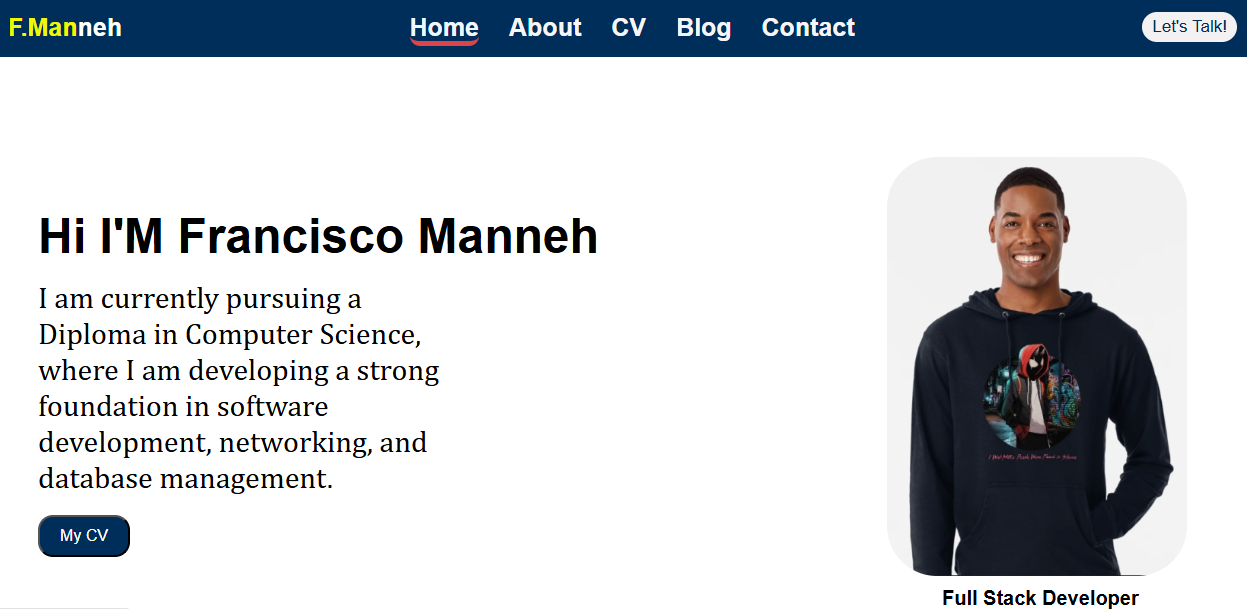 F.Manneh
Home About CV Blog Contact
Let's Talk!
Hi I'M Francisco Manneh
I am currently pursuing a
Diploma in Computer Science,
where I am developing a strong
foundation in software
development, networking, and
database management.
My CV
Full Stack Developer